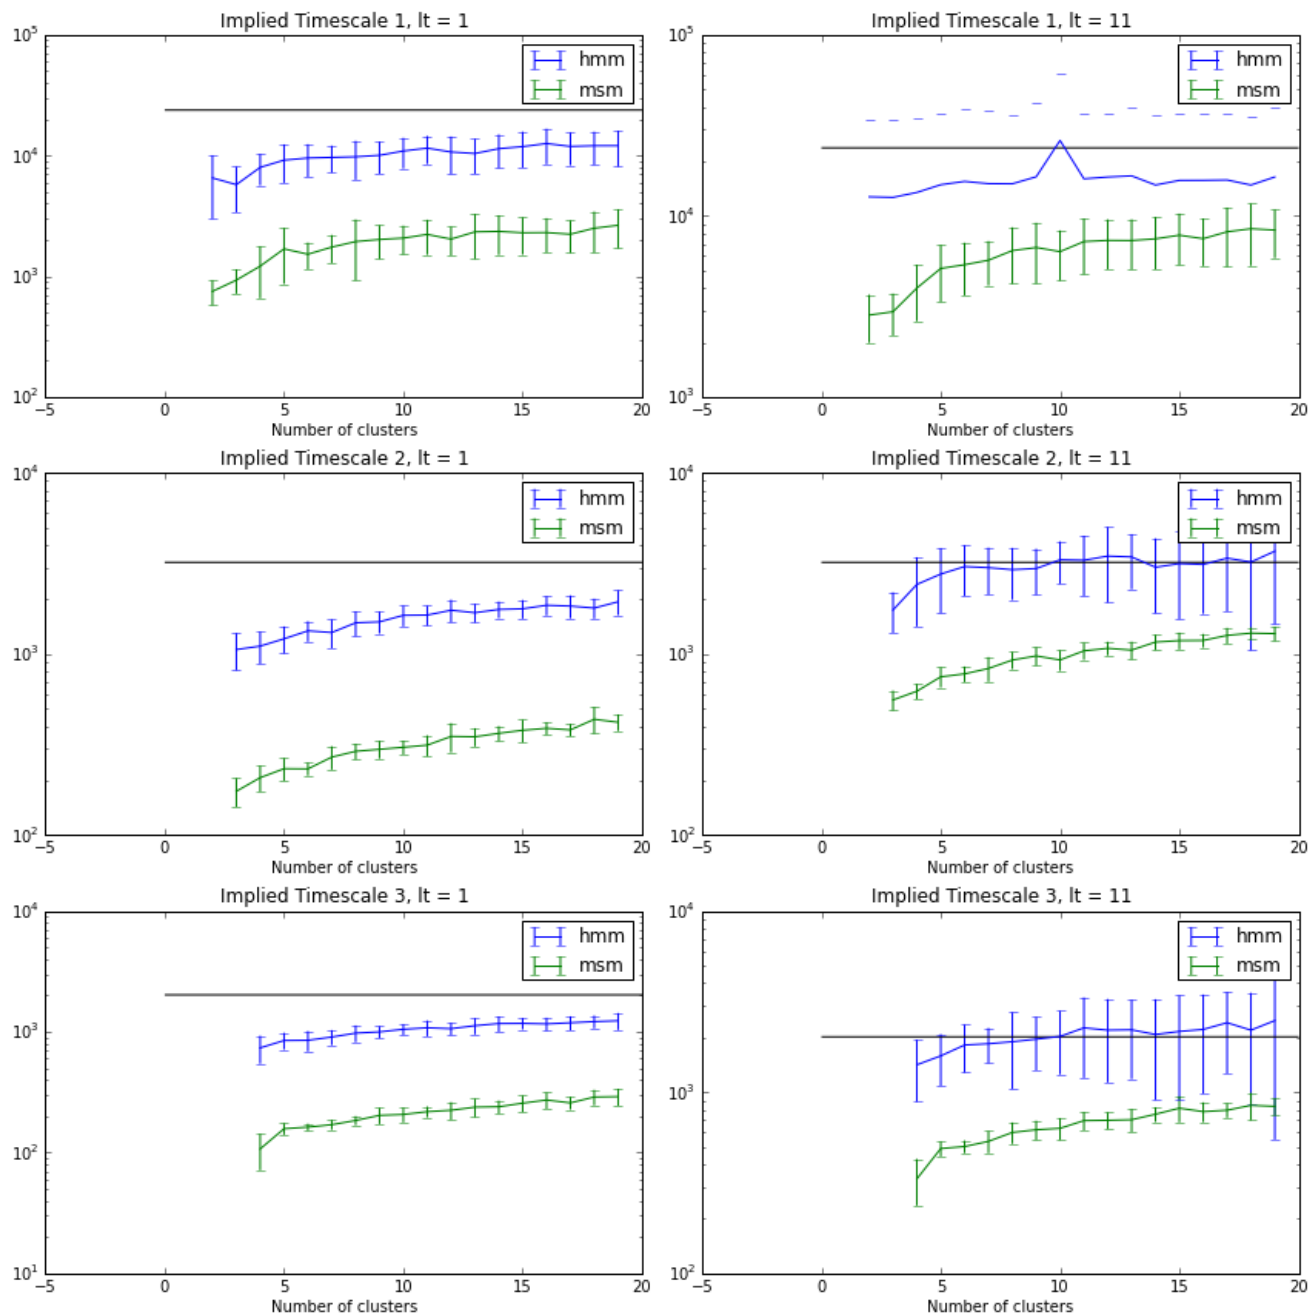 Implied Timescale 1, lt = 1
10^5
10^4
10^3
10^2
hmm
msm
−5 0 5 10 15 20
Number of clusters
Implied Timescale 1, lt = 11
10^5
10^4
10^3
hmm
msm
−5 0 5 10 15 20
Number of clusters
Implied Timescale 2, lt = 1
10^4
10^3
10^2
hmm
msm
−5 0 5 10 15 20
Number of clusters
Implied Timescale 2, lt = 11
10^4
10^3
10^2
hmm
msm
−5 0 5 10 15 20
Number of clusters
Implied Timescale 3, lt = 1
10^4
10^3
10^2
10^1
hmm
msm
−5 0 5 10 15 20
Number of clusters
Implied Timescale 3, lt = 11
10^4
10^3
10^2
hmm
msm
−5 0 5 10 15 20
Number of clusters